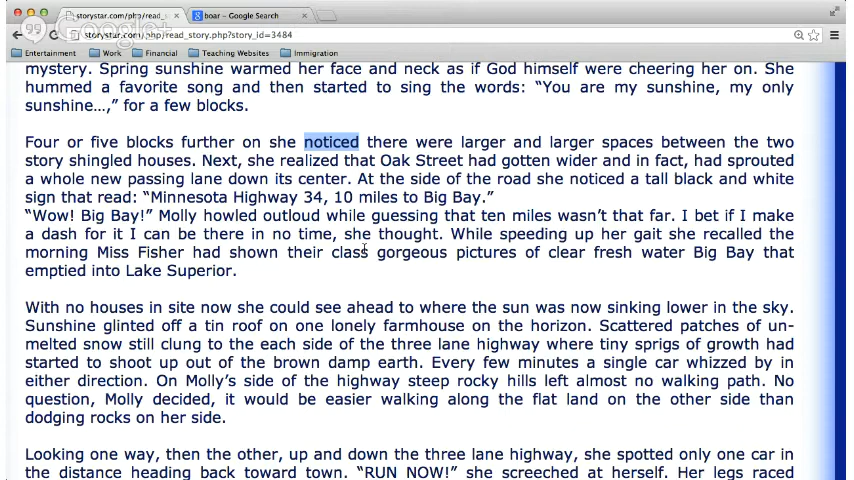 storystar.com/php/read_s
boar - Google Search
Google+
storystar.com/php/read_story.php?story_id=3484
Entertainment Work Financial Teaching Websites Immigration
mystery. Spring sunshine warmed her face and neck as if God himself were cheering her on. She
hummed a favorite song and then started to sing the words: “You are my sunshine, my only
sunshine…,” for a few blocks.
Four or five blocks further on she noticed there were larger and larger spaces between the two
story shingled houses. Next, she realized that Oak Street had gotten wider and in fact, had sprouted
a whole new passing lane down its center. At the side of the road she noticed a tall black and white
sign that read: “Minnesota Highway 34, 10 miles to Big Bay.”
“Wow! Big Bay!” Molly howled outloud while guessing that ten miles wasn’t that far. I bet if I make
a dash for it I can be there in no time, she thought. While speeding up her gait she recalled the
morning Miss Fisher had shown their class gorgeous pictures of clear fresh water Big Bay that
emptied into Lake Superior.
With no houses in site now she could see ahead to where the sun was now sinking lower in the sky.
Sunshine glinted off a tin roof on one lonely farmhouse on the horizon. Scattered patches of un-
melted snow still clung to the each side of the three lane highway where tiny sprigs of growth had
started to shoot up out of the brown damp earth. Every few minutes a single car whizzed by in
either direction. On Molly’s side of the highway steep rocky hills left almost no walking path. No
question, Molly decided, it would be easier walking along the flat land on the other side than
dodging rocks on her side.
Looking one way, then the other, up and down the three lane highway, she spotted only one car in
the distance heading back toward town. “RUN NOW!” she screeched at herself. Her legs raced